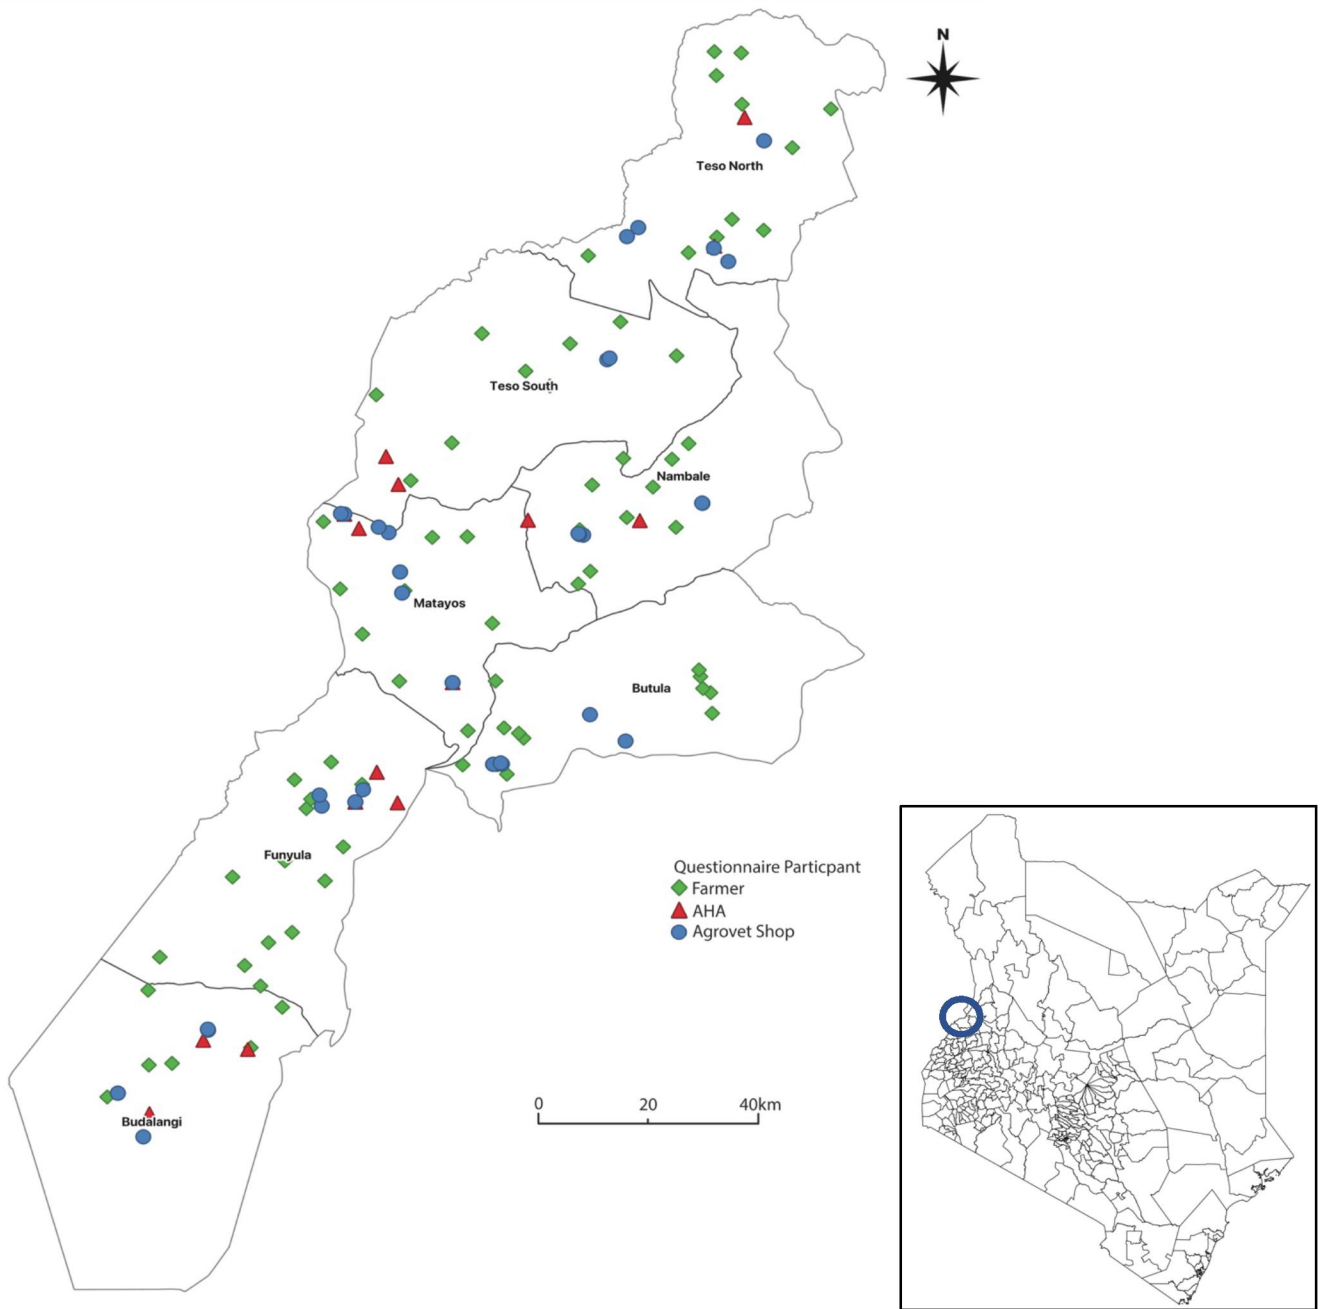 N
Teso North
Teso South
Nambale
Matayos
Butula
Funyula
Questionnaire Particpant
Farmer
AHA
Agrovet Shop
Budalangi
0 20 40km